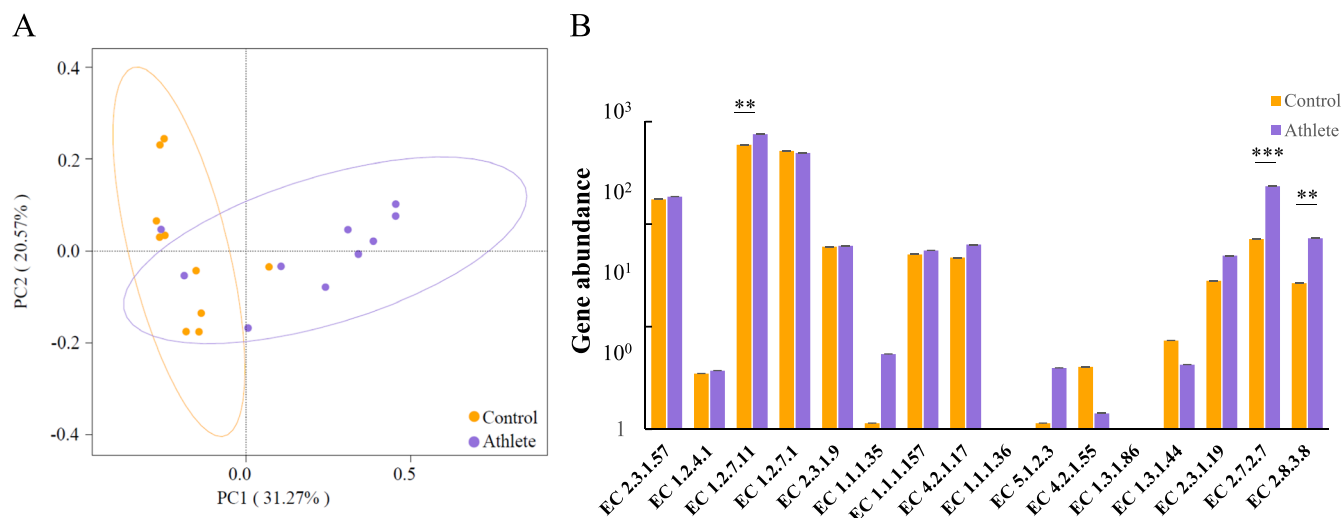 A
0.4
0.2
0.0
-0.2
-0.4
PC2 ( 20.57% )
0.0
0.5
PC1 ( 31.27% )
Control
Athlete
B
Gene abundance
10³
10²
10¹
10⁰
1
**
***
**
Control
Athlete
EC 2.3.1.57
EC 1.2.4.1
EC 1.2.7.11
EC 1.2.7.1
EC 2.3.1.9
EC 1.1.1.35
EC 1.1.1.157
EC 4.2.1.17
EC 1.1.11.36
EC 5.1.2.3
EC 4.2.1.55
EC 1.3.1.86
EC 1.3.1.44
EC 2.3.1.19
EC 2.7.2.7
EC 2.8.3.8